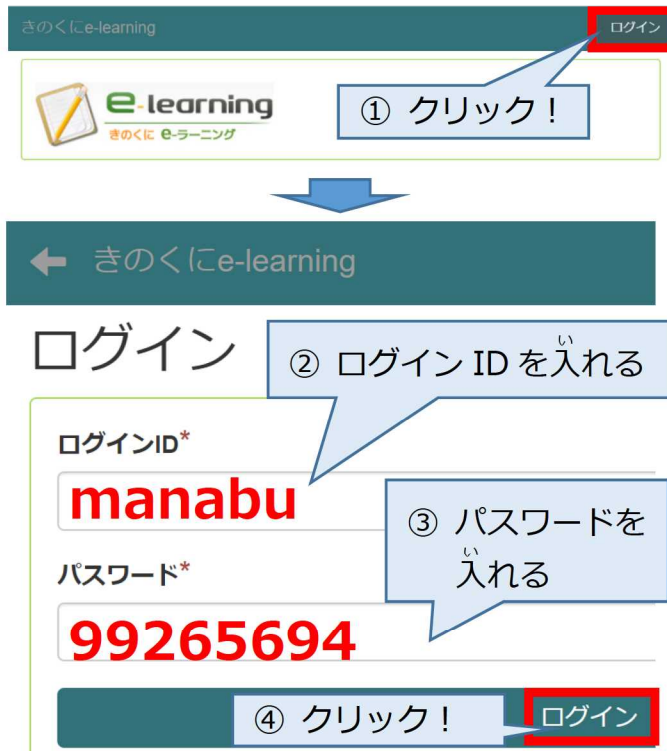 きのくにe-learning ログイン
e-learning
きのくに e-ラーニング
① クリック！
きのくにe-learning
ログイン
② ログイン ID を入れる
い
ログインID*
manabu
③ パスワードを
入れる
い
パスワード*
99265694
④ クリック！
ログイン